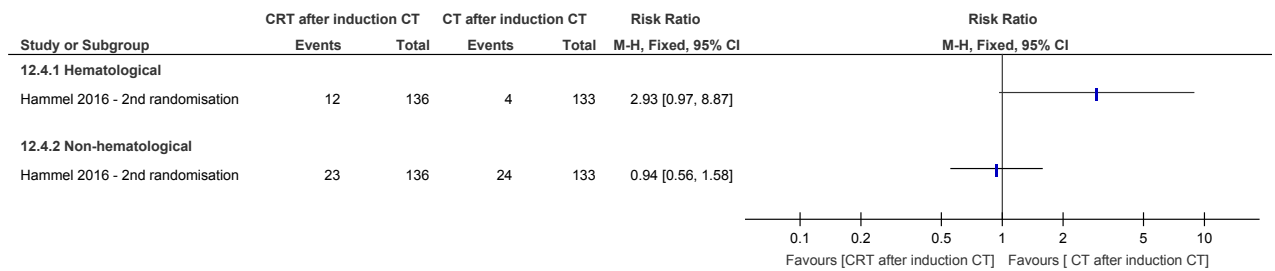 CRT after induction CT CT after induction CT Risk Ratio Risk Ratio
Study or Subgroup Events Total Events Total M-H, Fixed, 95% CI M-H, Fixed, 95% CI
12.4.1 Hematological
Hammel 2016 - 2nd randomisation 12 136 4 133 2.93 [0.97, 8.87]
12.4.2 Non-hematological
Hammel 2016 - 2nd randomisation 23 136 24 133 0.94 [0.56, 1.58]
0.1 0.2 0.5 1 2 5 10
Favours [CRT after induction CT] Favours [ CT after induction CT]